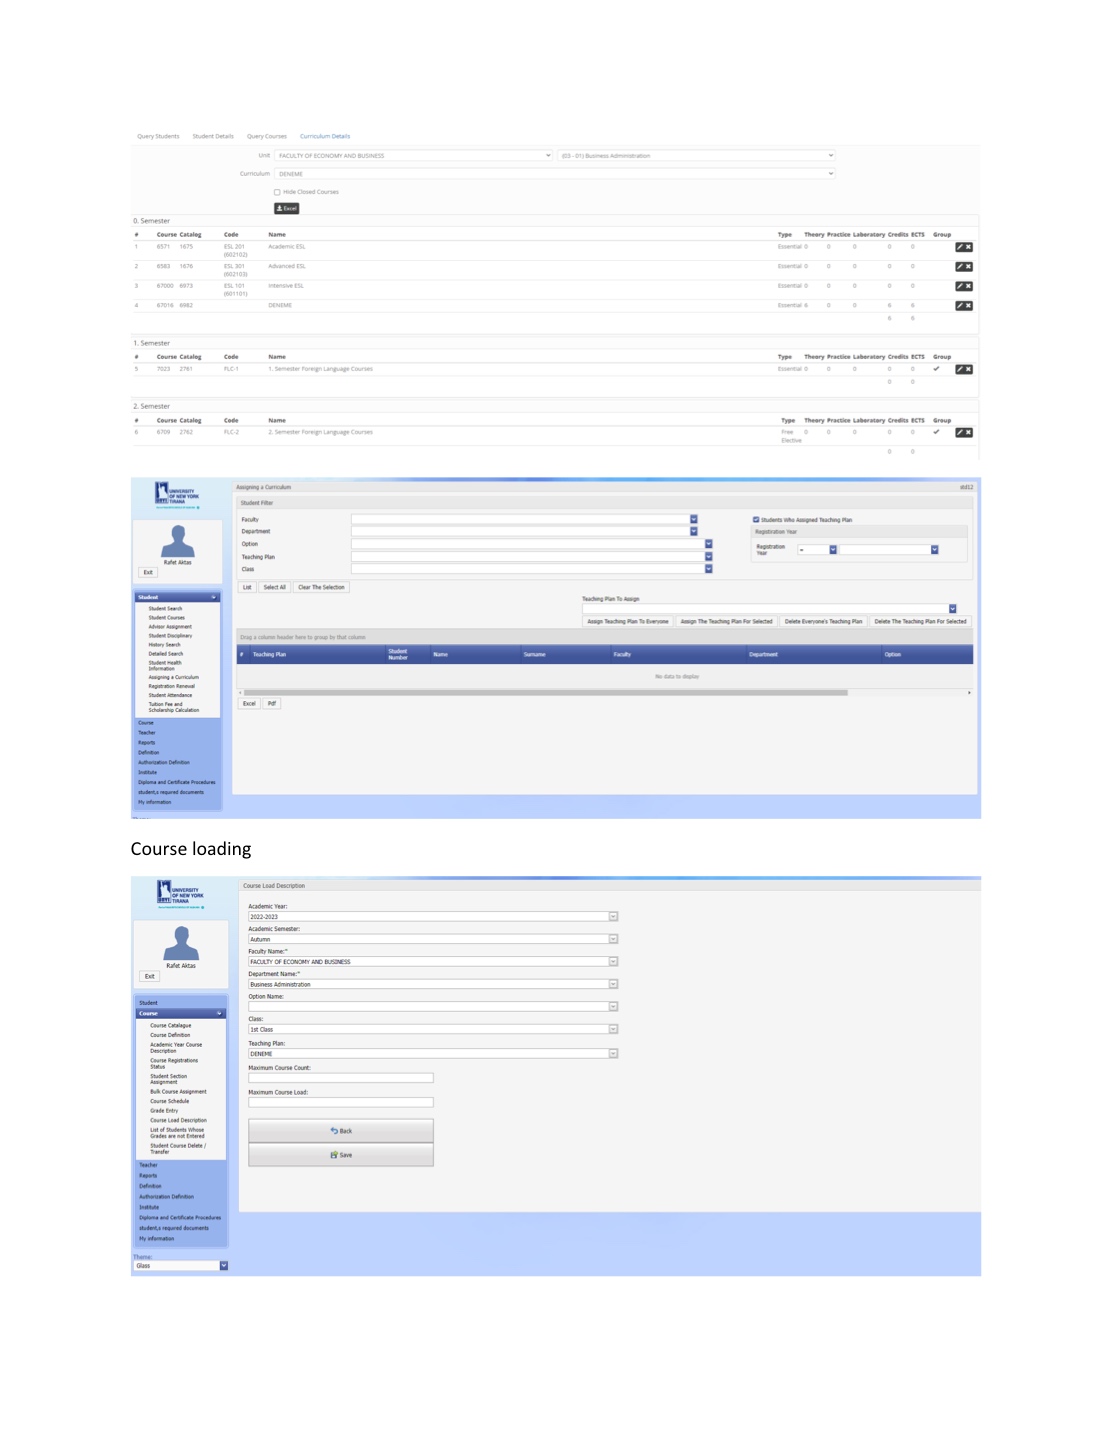 Query Students Student Details Query Courses Curriculum Details
Unit FACULTY OF ECONOMY AND BUSINESS (03 - 01) Business Administration
Curriculum DENEME
Hide Closed Courses
Excel
0. Semester
# Course Catalog Code Name Type Theory Practice Laboratory Credits ECTS Group
1 6571 1675 ESL 201 Academic ESL Essential 0 0 0 0 0
(602102)
2 6583 1676 ESL 301 Advanced ESL Essential 0 0 0 0 0
(602103)
3 67000 6973 ESL 101 Intensive ESL Essential 0 0 0 0 0
(601101)
4 67016 6982 DENEME Essential 6 0 0 6 6
6 6
1. Semester
# Course Catalog Code Name Type Theory Practice Laboratory Credits ECTS Group
5 7023 2761 FLC-1 1. Semester Foreign Language Courses Essential 0 0 0 0 0
0 0
2. Semester
# Course Catalog Code Name Type Theory Practice Laboratory Credits ECTS Group
6 6709 2762 FLC-2 2. Semester Foreign Language Courses Free 0 0 0 0 0
Elective
0 0
UNIVERSITY
OF NEW YORK
TIRANA
Rafet Aktas
Exit
Student
Student Search
Student Courses
Advisor Assignment
Student Disciplinary
History Search
Detailed Search
Student Health
Information
Assigning a Curriculum
Registration Renewal
Student Attendance
Tuition Fee and
Scholarship Calculation
Course
Teacher
Reports
Definition
Authorization Definition
Institute
Diploma and Certificate Procedures
student,s required documents
My information
Assigning a Curriculum std12
Student Filter
Faculty
Department
Option
Teaching Plan
Class
Students Who Assigned Teaching Plan
Registration Year
Registration
Year =
List Select All Clear The Selection
Teaching Plan To Assign
Assign Teaching Plan To Everyone Assign The Teaching Plan For Selected Delete Everyone's Teaching Plan Delete The Teaching Plan For Selected
Drag a column header here to group by that column
# Teaching Plan Student Number Name Surname Faculty Department Option
No data to display
Excel Pdf
Course loading
UNIVERSITY
OF NEW YORK
TIRANA
Rafet Aktas
Exit
Student
Course
Course Catalogue
Course Definition
Academic Year Course
Description
Course Registrations
Status
Student Section
Assignment
Bulk Course Assignment
Course Schedule
Grade Entry
Course Load Description
List of Students Whose
Grades are not Entered
Student Course Delete /
Transfer
Teacher
Reports
Definition
Authorization Definition
Institute
Diploma and Certificate Procedures
student,s required documents
My information
Theme:
Glass
Course Load Description
Academic Year:
2022-2023
Academic Semester:
Autumn
Faculty Name:*
FACULTY OF ECONOMY AND BUSINESS
Department Name:*
Business Administration
Option Name:
Class:
1st Class
Teaching Plan:
DENEME
Maximum Course Count:
Maximum Course Load:
Back
Save